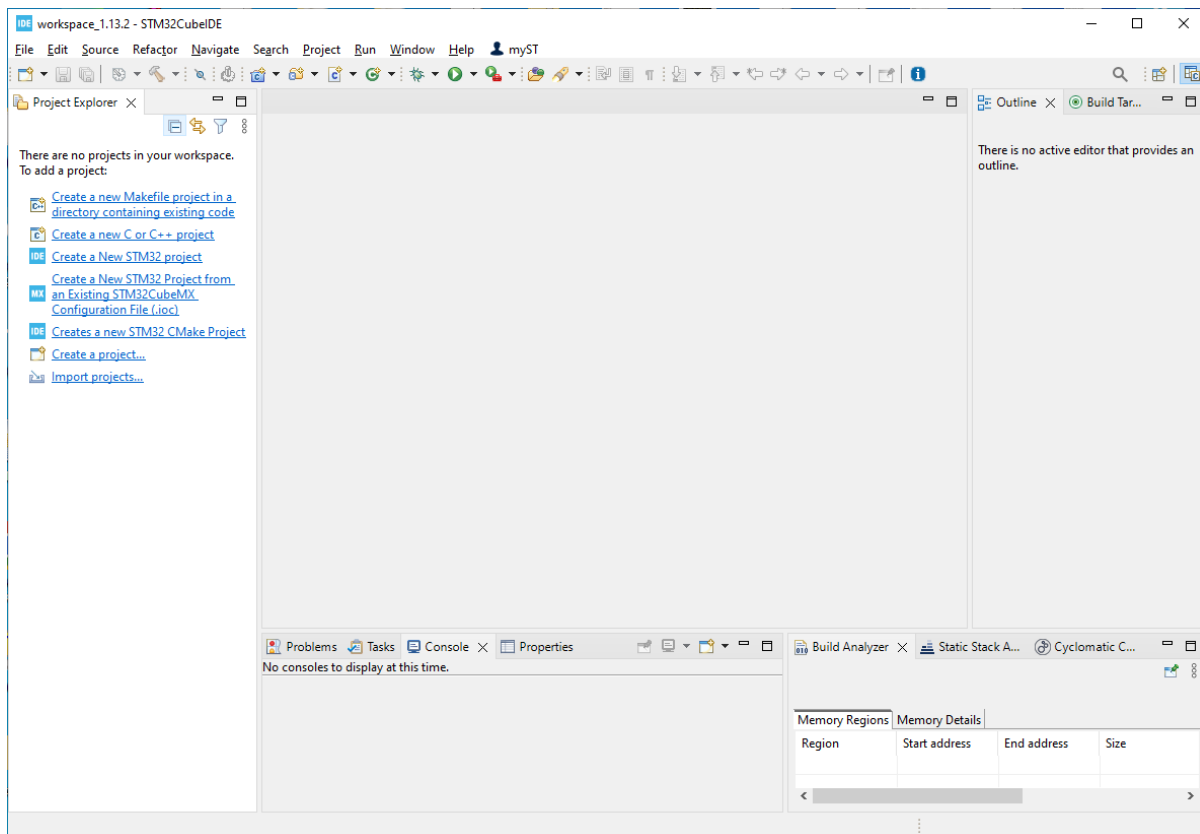 IDE workspace_1.13.2 - STM32CubeIDE
File Edit Source Refactor Navigate Search Project Run Window Help myST
Project Explorer
There are no projects in your workspace.
To add a project:
Create a new Makefile project in a
directory containing existing code
Create a new C or C++ project
IDE Create a New STM32 project
Create a New STM32 Project from
MX an Existing STM32CubeMX
Configuration File (.ioc)
IDE Creates a new STM32 CMake Project
Create a project...
Import projects...
Outline Build Tar...
There is no active editor that provides an
outline.
Problems Tasks Console Properties
No consoles to display at this time.
Build Analyzer Static Stack A... Cyclomatic C...
Memory Regions Memory Details
Region Start address End address Size